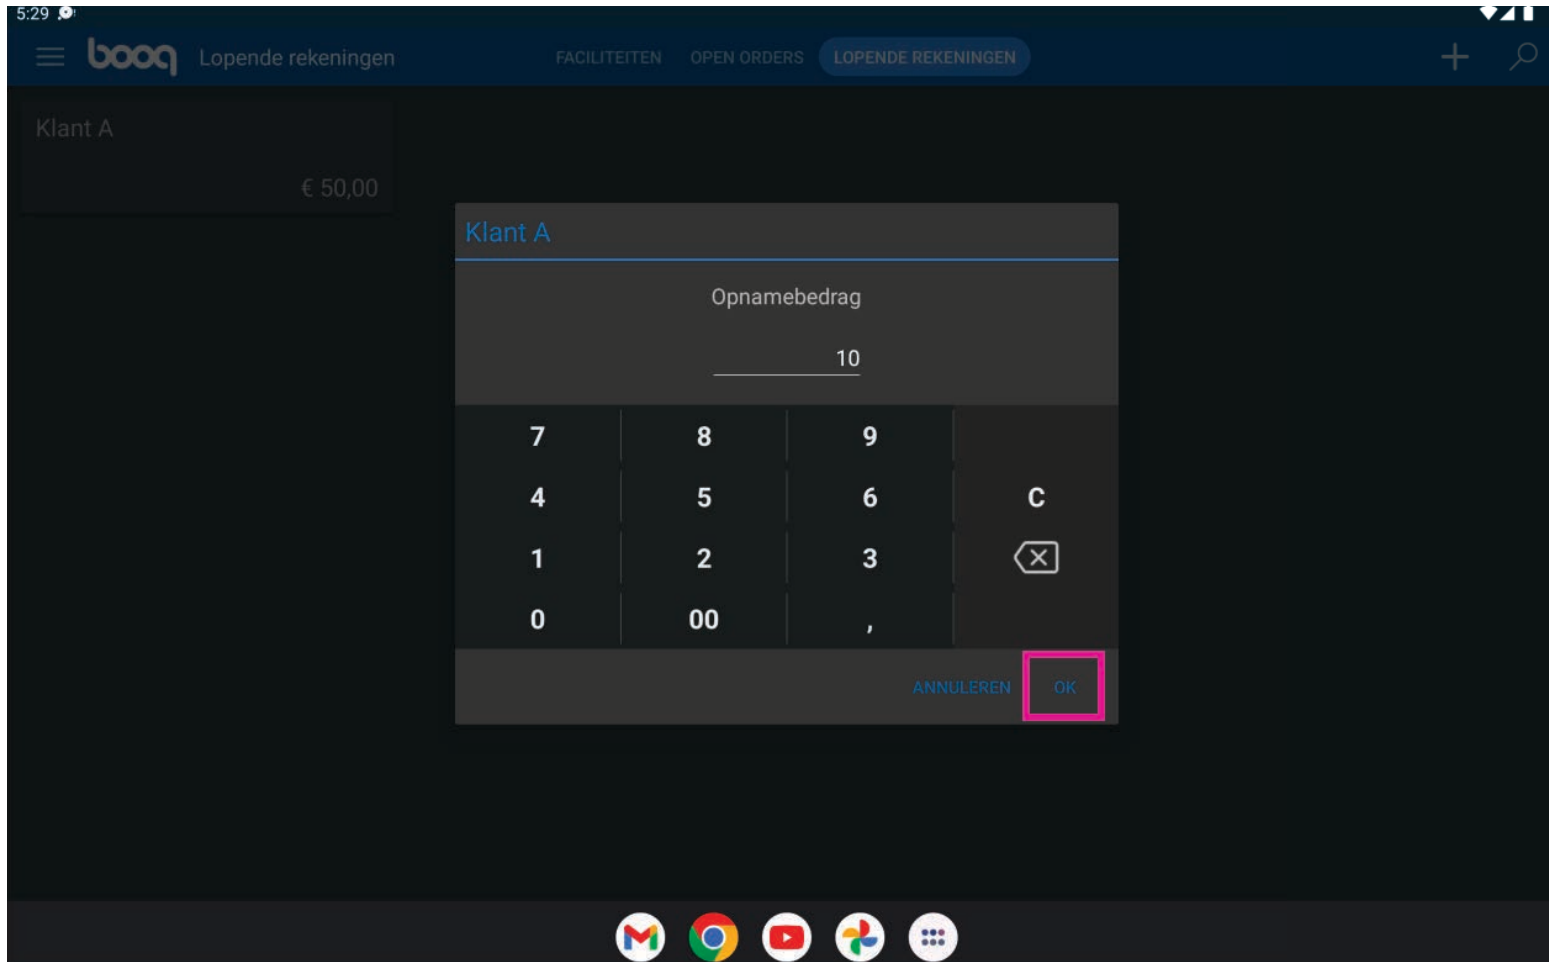 5:29
booq Lopende rekeningen FACILITEITEN OPEN ORDERS LOPENDE REKENINGEN
Klant A
€ 50,00
Klant A
Opnamebedrag
10
7 8 9
4 5 6 C
1 2 3
0 00 ,
ANNULEREN OK